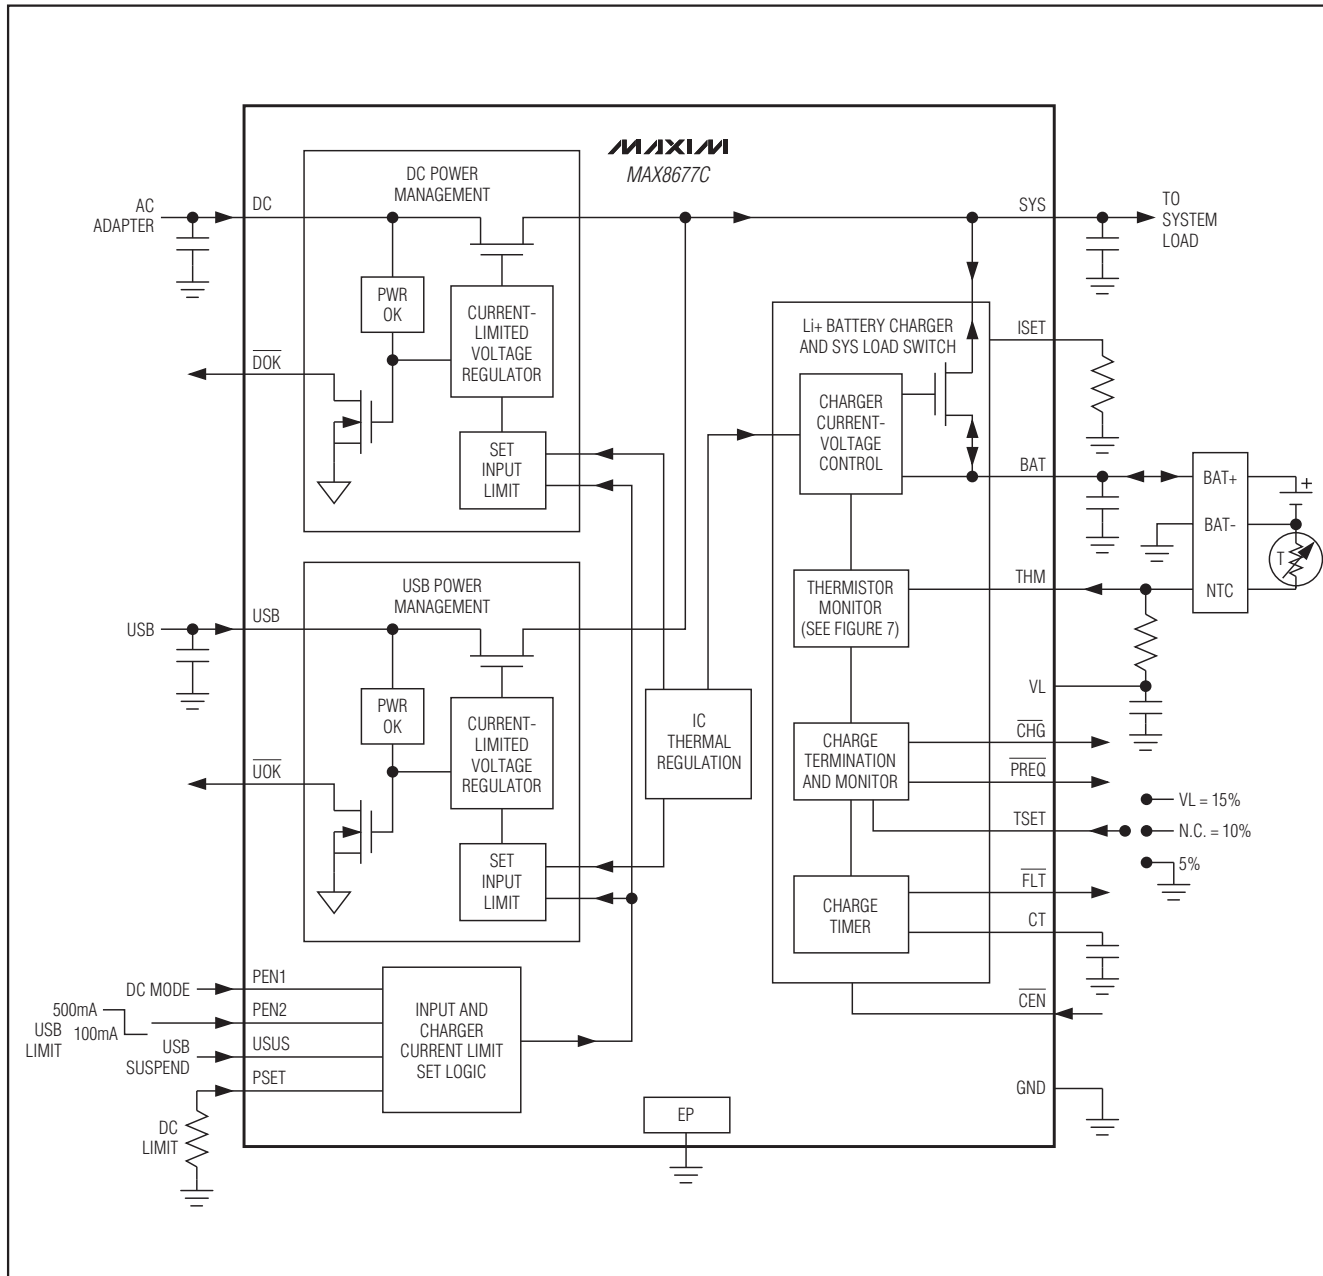 MAXIM
MAX8677C
DC POWER
MANAGEMENT
AC
ADAPTER
DC
SYS
TO
SYSTEM
LOAD
PWR
OK
CURRENT-
LIMITED
VOLTAGE
REGULATOR
DOK
SET
INPUT
LIMIT
Li+ BATTERY CHARGER
AND SYS LOAD SWITCH
ISET
CHARGER
CURRENT-
VOLTAGE
CONTROL
BAT
BAT+
BAT-
NTC
+
T
THM
THERMISTOR
MONITOR
(SEE FIGURE 7)
USB POWER
MANAGEMENT
USB
USB
PWR
OK
CURRENT-
LIMITED
VOLTAGE
REGULATOR
UOK
SET
INPUT
LIMIT
IC
THERMAL
REGULATION
VL
CHARGE
TERMINATION
AND MONITOR
CHG
PREQ
TSET
VL = 15%
N.C. = 10%
5%
CHARGE
TIMER
FLT
CT
CEN
DC MODE
PEN1
500mA
100mA
USB
LIMIT
PEN2
USB
SUSPEND
USUS
PSET
DC
LIMIT
INPUT AND
CHARGER
CURRENT LIMIT
SET LOGIC
EP
GND